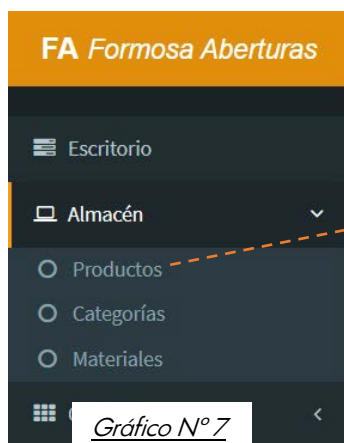 FA Formosa Aberturas
Escritorio
Almacén
Productos
Categorías
Materiales
Gráfico N° 7